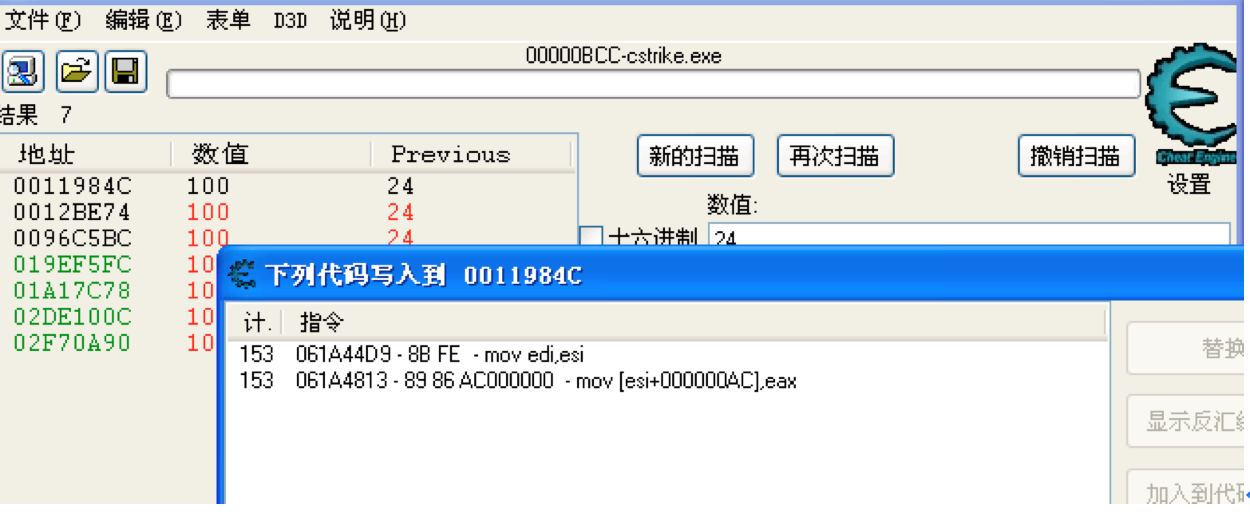 文件(F) 编辑(E) 表单 D3D 说明(H)
00000BCC-cstrike.exe
结果 7
新的扫描 再次扫描 撤销扫描
Cheat Engine
设置
地址 数值 Previous
0011984C 100 24
0012BE74 100 24
0096C5BC 100 24
019EF5FC 10
01A17C78 10
02DE100C 10
02F70A90 10
数值:
十六进制 24
下列代码写入到 0011984C
计. 指令
153 061A44D9 - 8B FE - mov edi,esi
153 061A4813 - 89 86 AC000000 - mov [esi+000000AC],eax
替换
显示反汇
加入到代